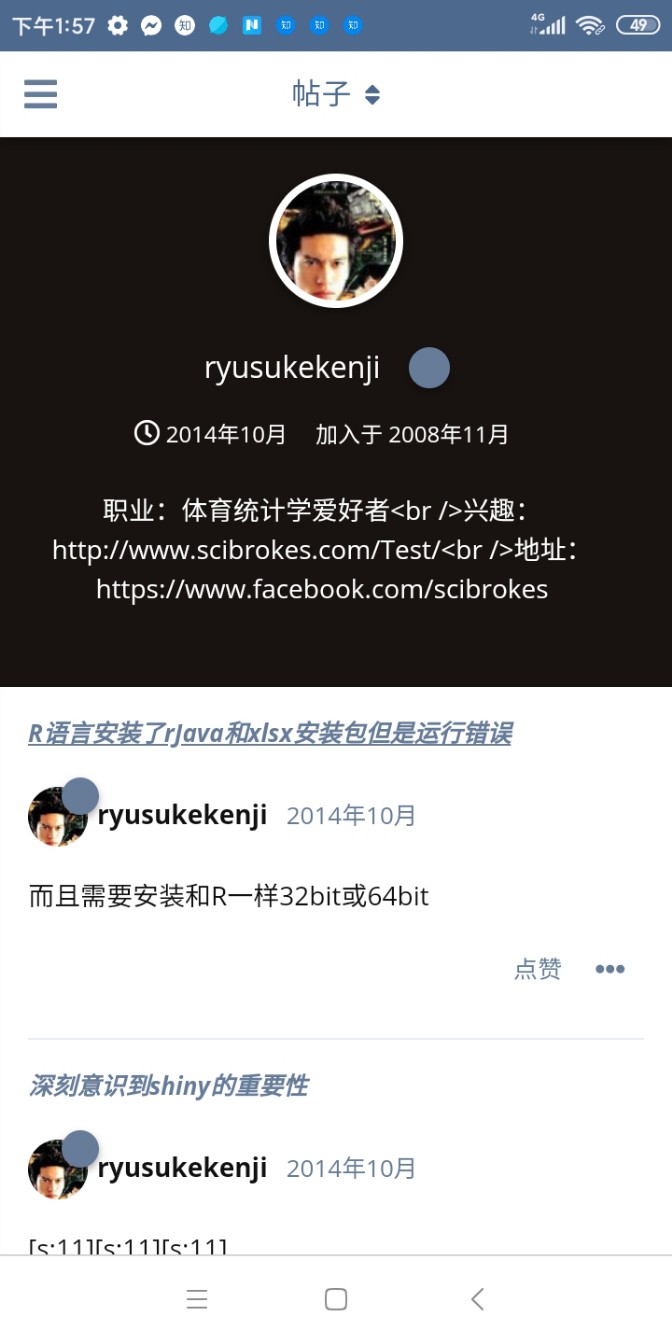 下午1:57
知
N
知
知
知
4G
49
帖子
ryusukekenji
2014年10月 加入于 2008年11月
职业：体育统计学爱好者<br />兴趣：
http://www.scibrokes.com/Test/<br />地址：
https://www.facebook.com/scibrokes
R语言安装了rJava和xlsx安装包但是运行错误
ryusukekenji 2014年10月
而且需要安装和R一样32bit或64bit
点赞
深刻意识到shiny的重要性
ryusukekenji 2014年10月
[s:11][s:11][s:11]